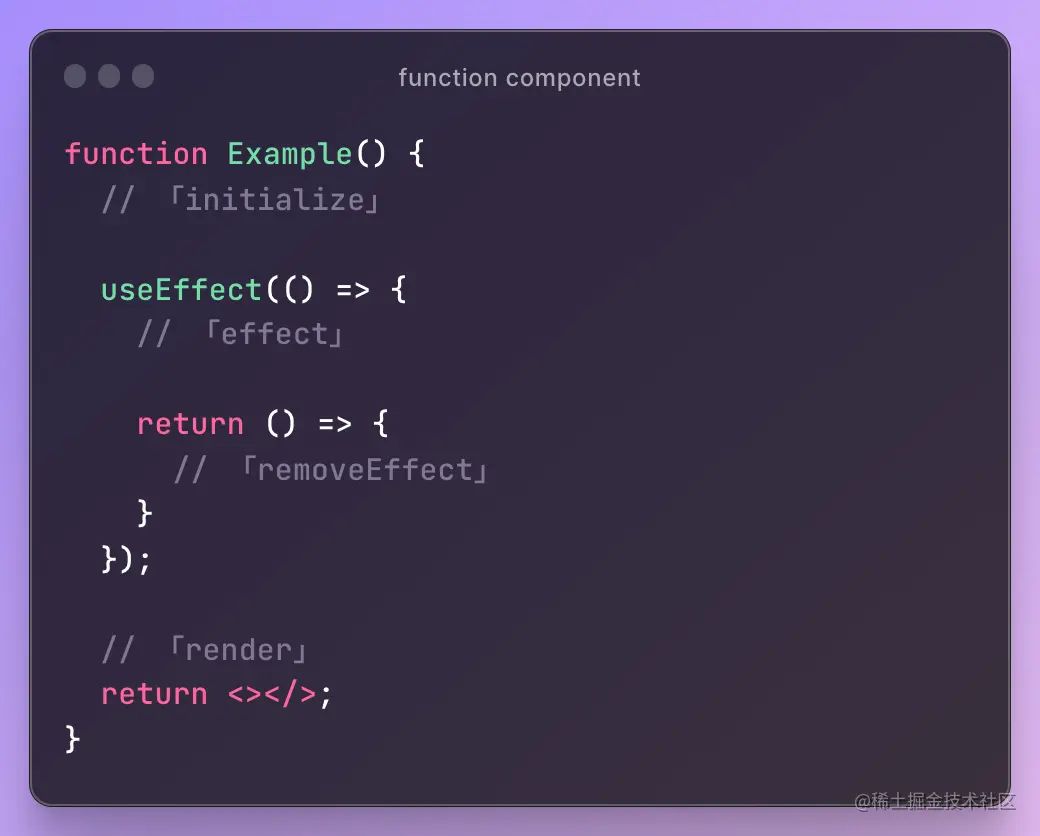 function component
function Example() {
  // 「initialize」
  useEffect(() => {
    // 「effect」
    return () => {
      // 「removeEffect」
    }
  });
  // 「render」
  return <></>;
}
@稀土掘金技术社区